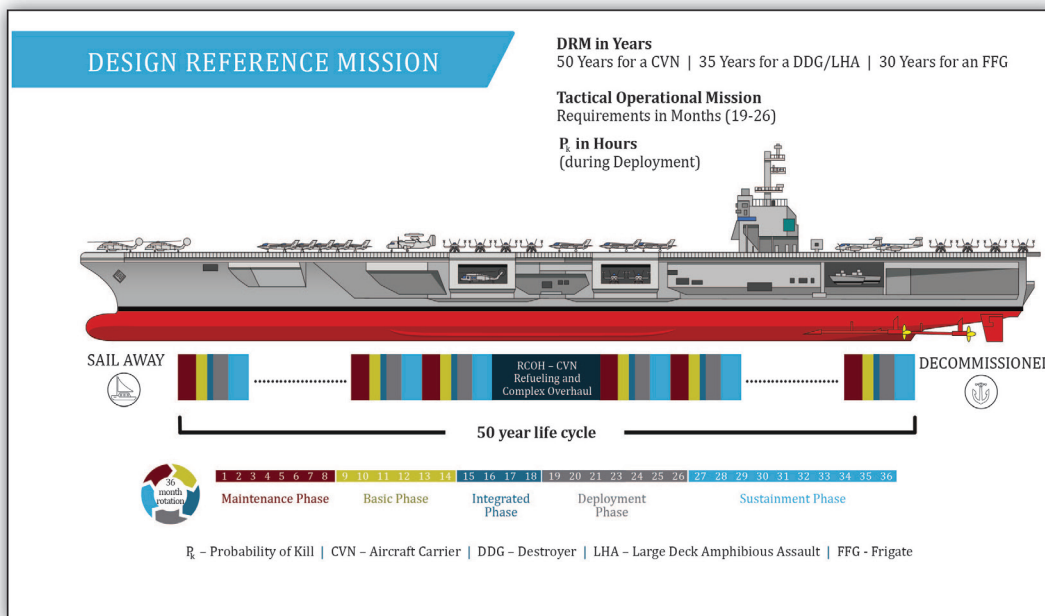 DESIGN REFERENCE MISSION
DRM in Years
50 Years for a CVN | 35 Years for a DDG/LHA | 30 Years for an FFG
Tactical Operational Mission
Requirements in Months (19-26)
Pk in Hours
(during Deployment)
SAIL AWAY
RCOH – CVN
Refueling and
Complex Overhaul
DECOMMISSIONED
50 year life cycle
36
month
rotation
1 2 3 4 5 6 7 8 9 10 11 12 13 14 15 16 17 18 19 20 21 22 23 24 25 26 27 28 29 30 31 32 33 34 35 36
Maintenance Phase
Basic Phase
Integrated
Phase
Deployment
Phase
Sustainment Phase
Pk – Probability of Kill | CVN – Aircraft Carrier | DDG – Destroyer | LHA – Large Deck Amphibious Assault | FFG - Frigate